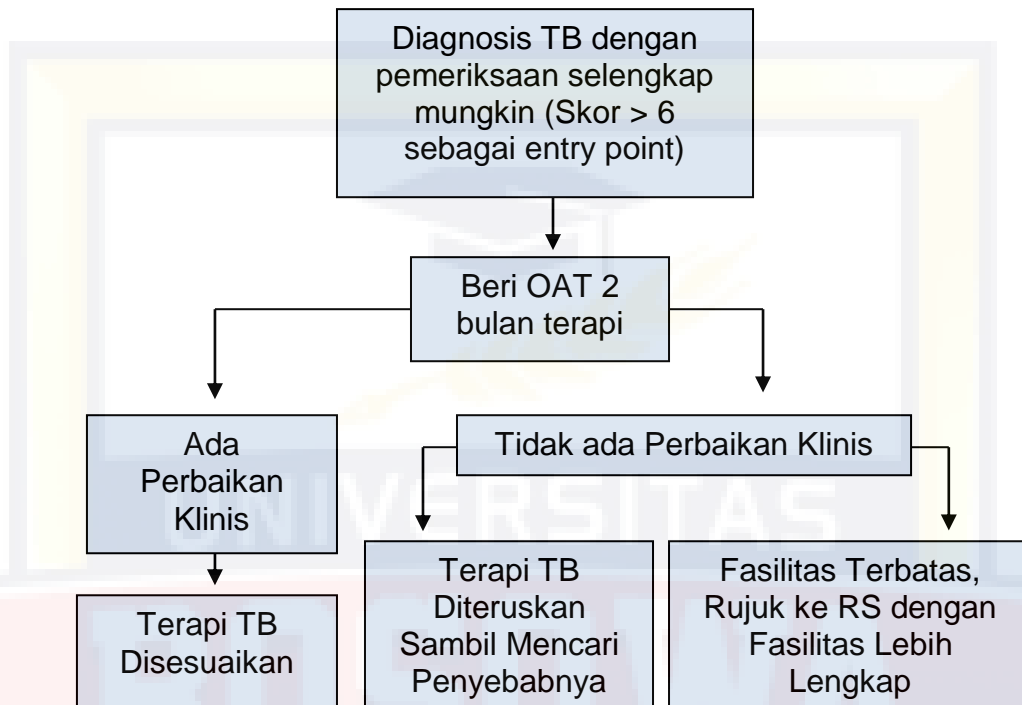 Diagnosis TB dengan
pemeriksaan selengkap
mungkin (Skor > 6
sebagai entry point)
Beri OAT 2
bulan terapi
Ada
Perbaikan
Klinis
Tidak ada Perbaikan Klinis
Terapi TB
Disesuaikan
Terapi TB
Diteruskan
Sambil Mencari
Penyebabnya
Fasilitas Terbatas,
Rujuk ke RS dengan
Fasilitas Lebih
Lengkap
UNIVERSITAS
BOSOWA